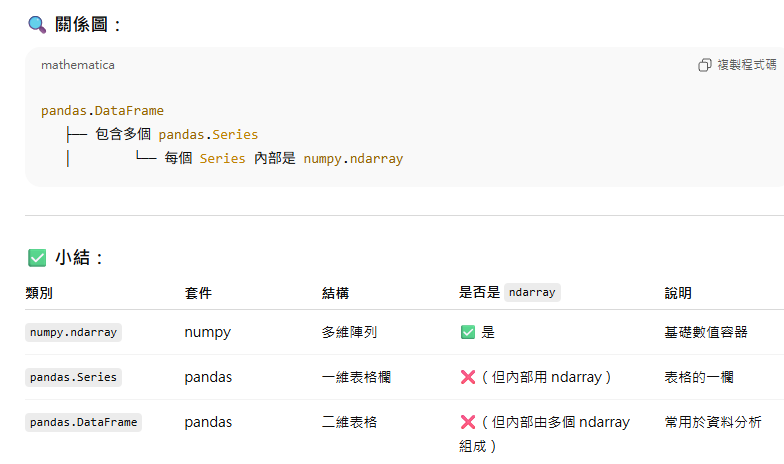 🔍 關係圖：
mathematica 複製程式碼
pandas.DataFrame
├── 包含多個 pandas.Series
│ └── 每個 Series 內部是 numpy.ndarray
✅ 小結：
類別 套件 結構 是否是 ndarray 說明
numpy.ndarray numpy 多維陣列 ✅ 是 基礎數值容器
pandas.Series pandas 一維表格欄 ❌（但內部用 ndarray） 表格的一欄
pandas.DataFrame pandas 二維表格 ❌（但內部由多個 ndarray 常用於資料分析
組成）